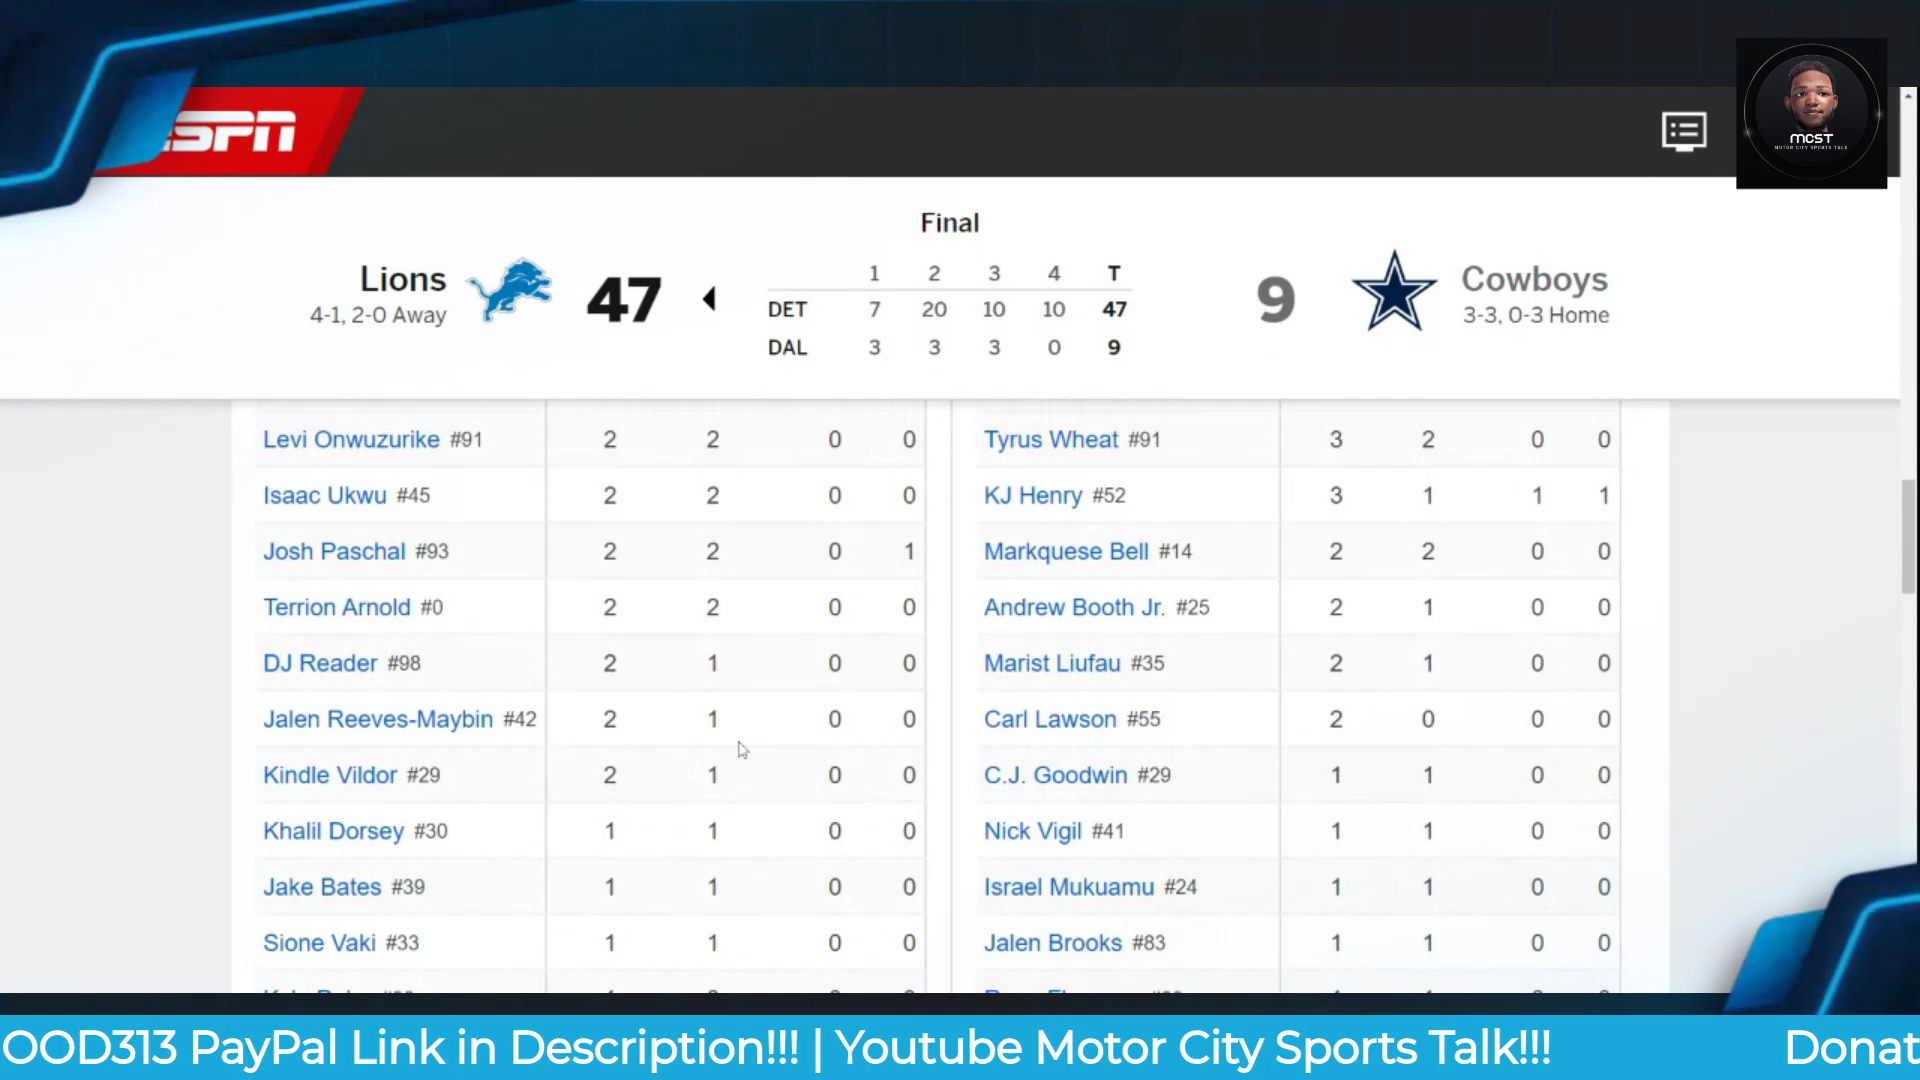 ESPN
MCST
MOTOR CITY SPORTS TALK
Final
Lions
4-1, 2-0 Away
47
1 2 3 4 T
DET 7 20 10 10 47
DAL 3 3 3 0 9
9
Cowboys
3-3, 0-3 Home
Levi Onwuzurike #91 2 2 0 0
Tyrus Wheat #91 3 2 0 0
Isaac Ukwu #45 2 2 0 0
KJ Henry #52 3 1 1 1
Josh Paschal #93 2 2 0 1
Markquese Bell #14 2 2 0 0
Terrion Arnold #0 2 2 0 0
Andrew Booth Jr. #25 2 1 0 0
DJ Reader #98 2 1 0 0
Marist Liufau #35 2 1 0 0
Jalen Reeves-Maybin #42 2 1 0 0
Carl Lawson #55 2 0 0 0
Kindle Vildor #29 2 1 0 0
C.J. Goodwin #29 1 1 0 0
Khalil Dorsey #30 1 1 0 0
Nick Vigil #41 1 1 0 0
Jake Bates #39 1 1 0 0
Israel Mukuamu #24 1 1 0 0
Sione Vaki #33 1 1 0 0
Jalen Brooks #83 1 1 0 0
OOD313 PayPal Link in Description!!! | Youtube Motor City Sports Talk!!! Donat